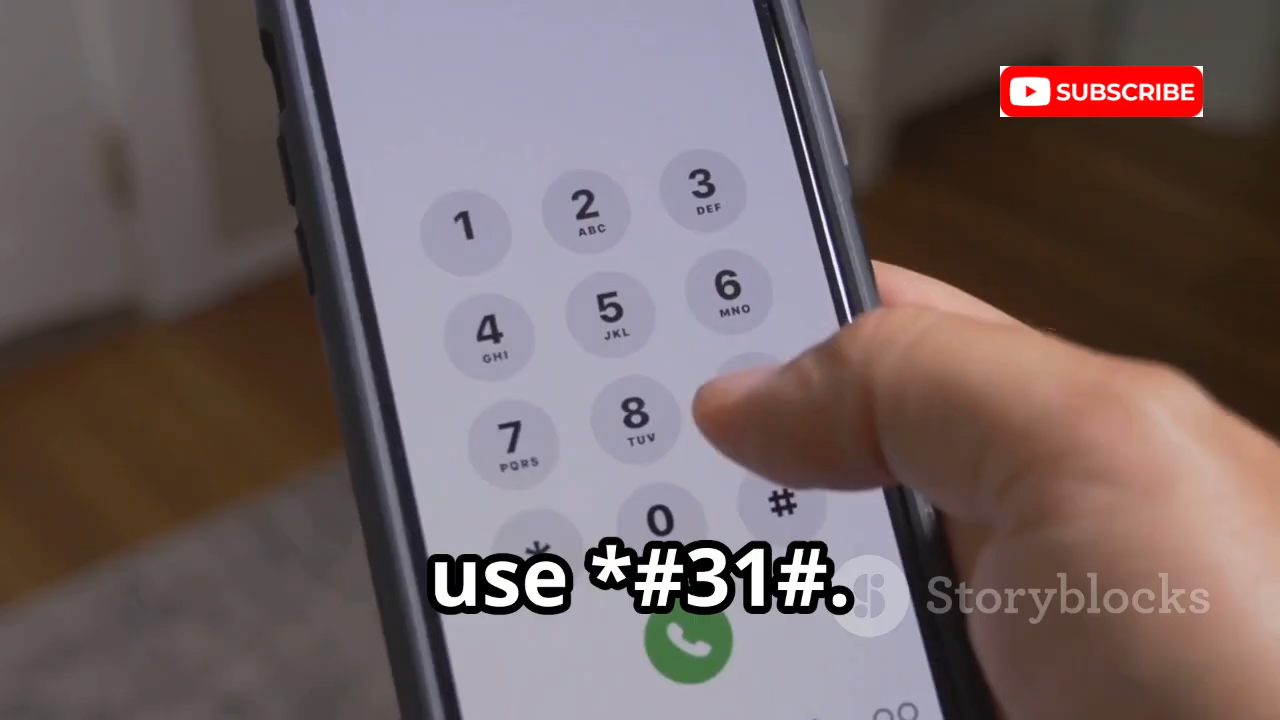 SUBSCRIBE
1
2
ABC
3
DEF
4
GHI
5
JKL
6
MNO
7
PQRS
8
TUV
*
0
#
use *#31#.
Storyblocks